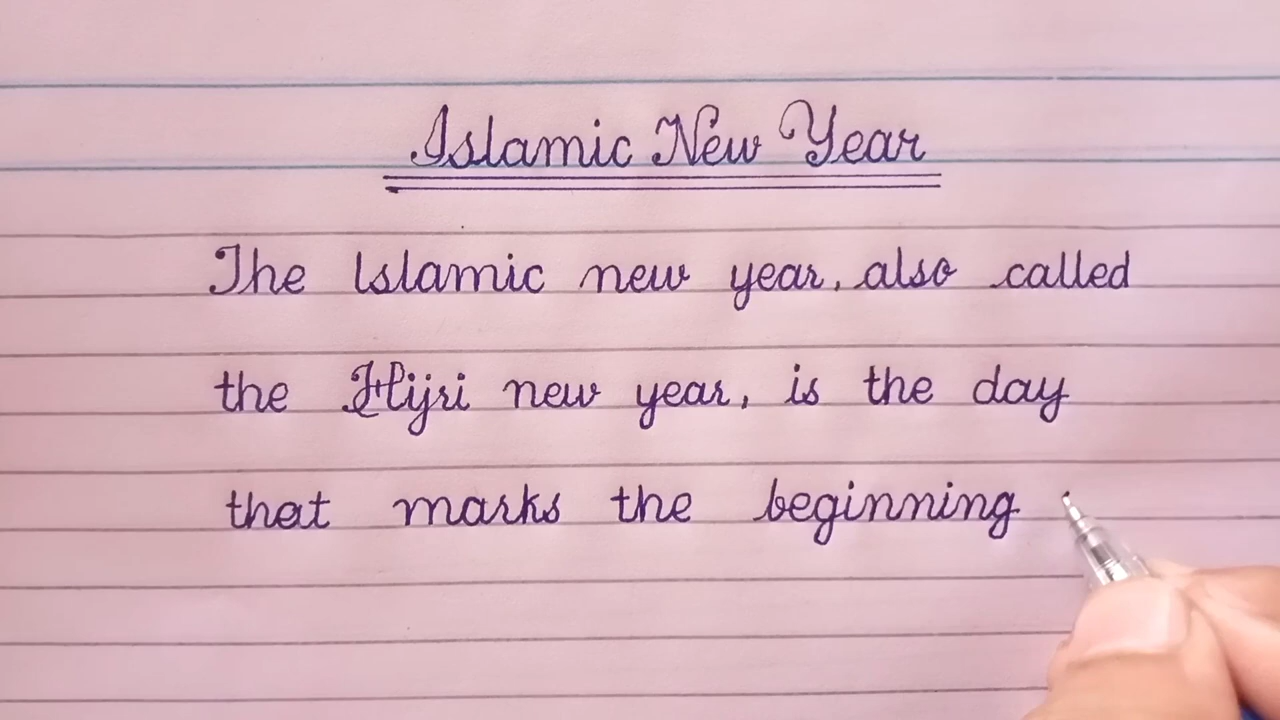 Islamic New Year
The Islamic new year, also called
the Hijri new year, is the day
that marks the beginning